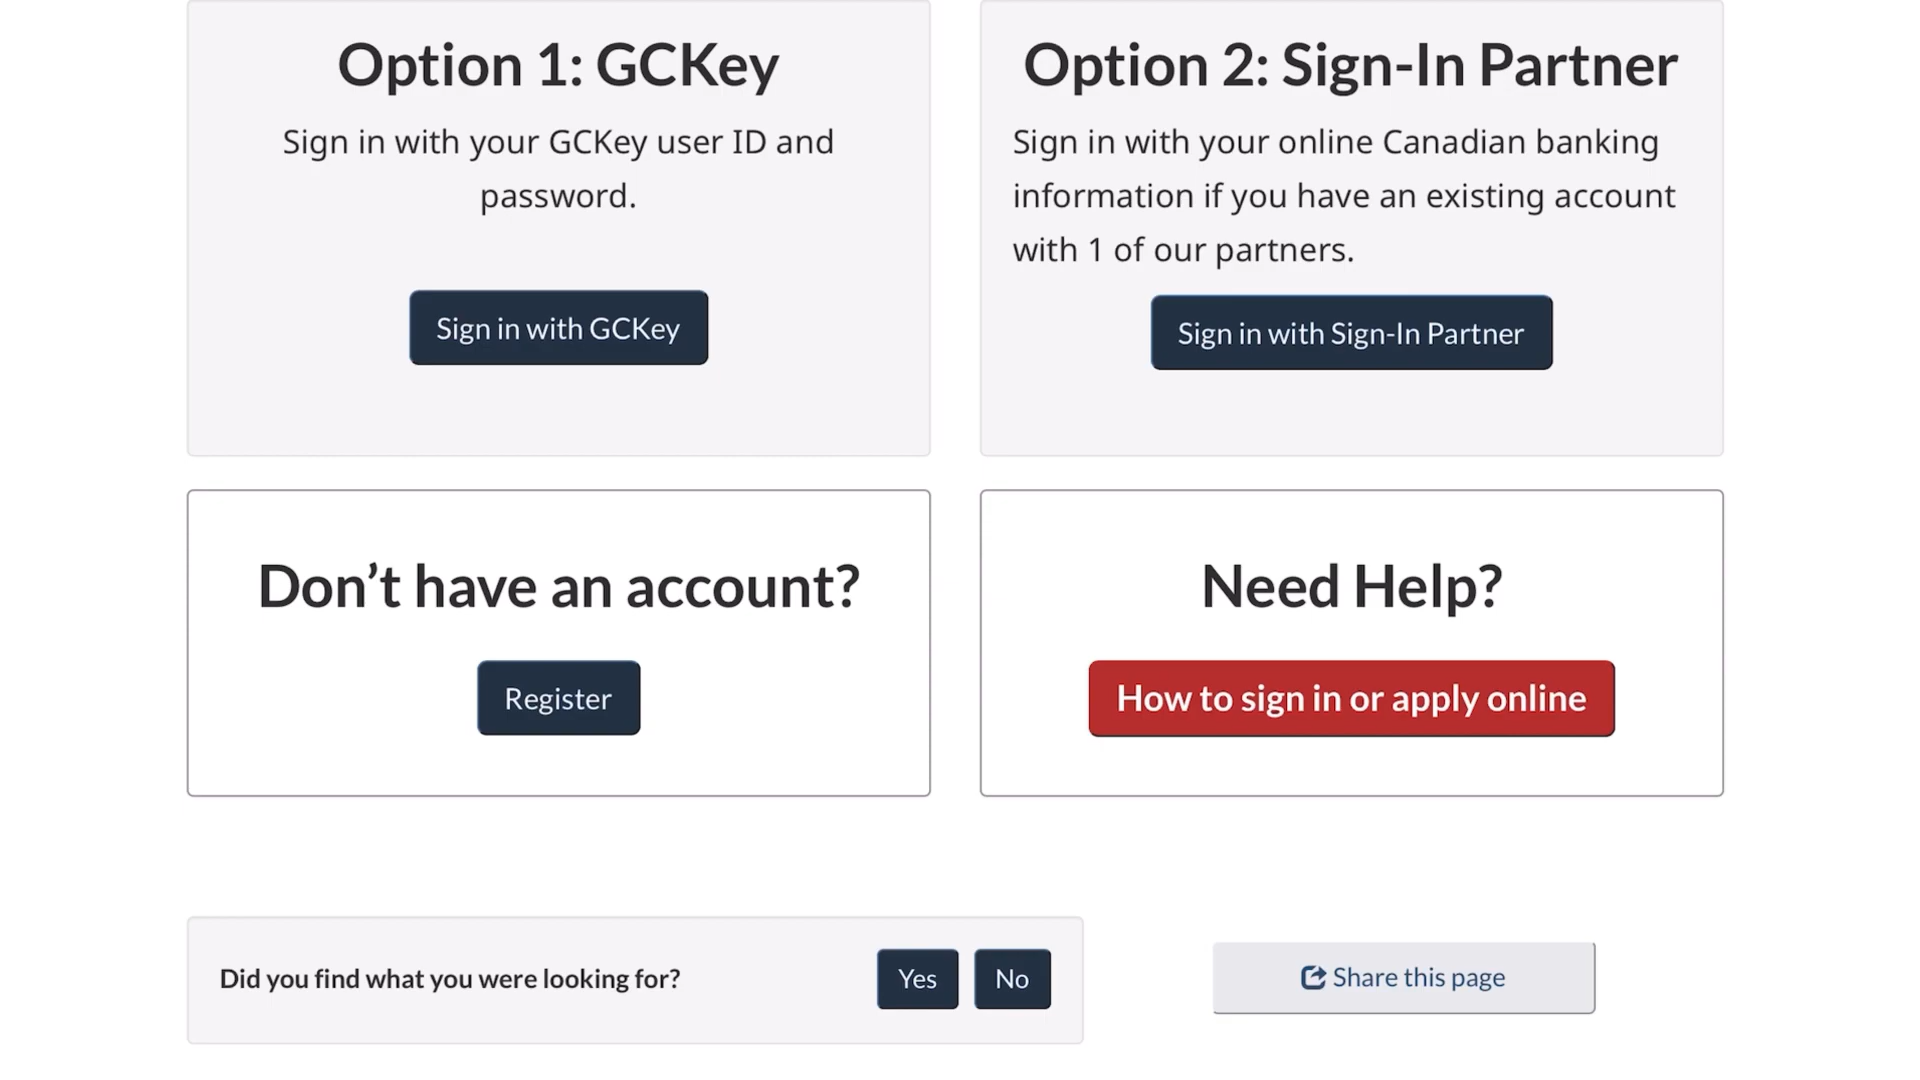 Option 1: GCKey
Sign in with your GCKey user ID and
password.
Sign in with GCKey
Option 2: Sign-In Partner
Sign in with your online Canadian banking
information if you have an existing account
with 1 of our partners.
Sign in with Sign-In Partner
Don’t have an account?
Register
Need Help?
How to sign in or apply online
Did you find what you were looking for?
Yes
No
Share this page